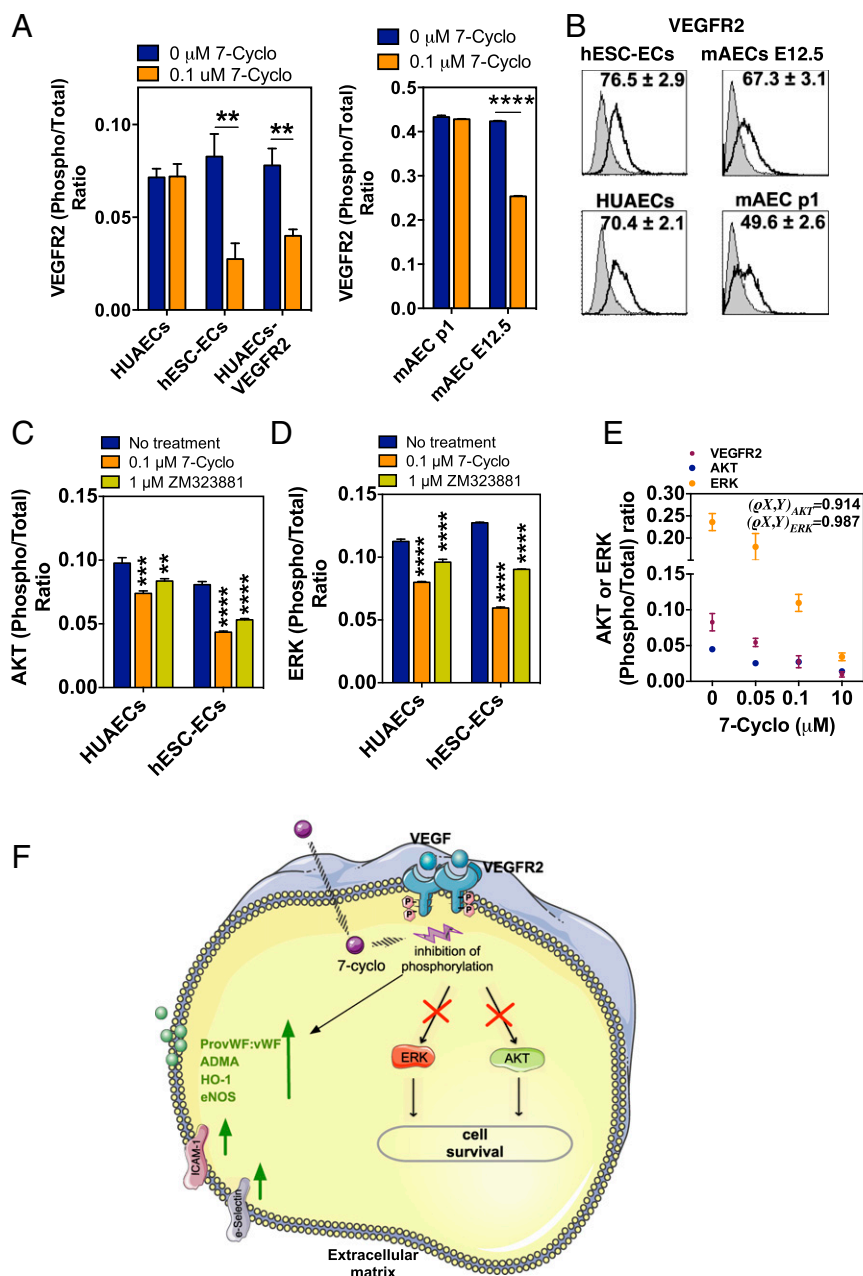 A
0 μM 7-Cyclo
0.1 uM 7-Cyclo
VEGFR2 (Phospho/Total)
Ratio
0.10
0.05
0.00
**
**
HUAECs
hESC-ECs
HUAECs-
VEGFR2
0 μM 7-Cyclo
0.1 μM 7-Cyclo
VEGFR2 (Phospho/Total)
Ratio
0.5
0.4
0.3
0.2
0.1
0.0
****
mAEC p1
mAEC E12.5
B
VEGFR2
hESC-ECs
mAECs E12.5
76.5 ± 2.9
67.3 ± 3.1
HUAECs
mAEC p1
70.4 ± 2.1
49.6 ± 2.6
C
No treatment
0.1 μM 7-Cyclo
1 μM ZM323881
AKT (Phospho/Total)
Ratio
0.15
0.10
0.05
0.00
***
**
****
****
HUAECs
hESC-ECs
D
No treatment
0.1 μM 7-Cyclo
1 μM ZM323881
ERK (Phospho/Total)
Ratio
0.15
0.10
0.05
0.00
****
****
****
****
HUAECs
hESC-ECs
E
VEGFR2
AKT
ERK
(ϱX,Y)AKT=0.914
(ϱX,Y)ERK=0.987
AKT or ERK
(Phospho/Total) ratio
0.30
0.25
0.20
0.15
0.10
0.05
0.00
0
0.05
0.1
10
7-Cyclo (μM)
F
VEGF
VEGFR2
P
P
P
P
7-cyclo
inhibition of
phosphorylation
ProvWF:vWF
ADMA
HO-1
eNOS
ERK
AKT
cell
survival
ICAM-1
e-Selectin
Extracellular
matrix